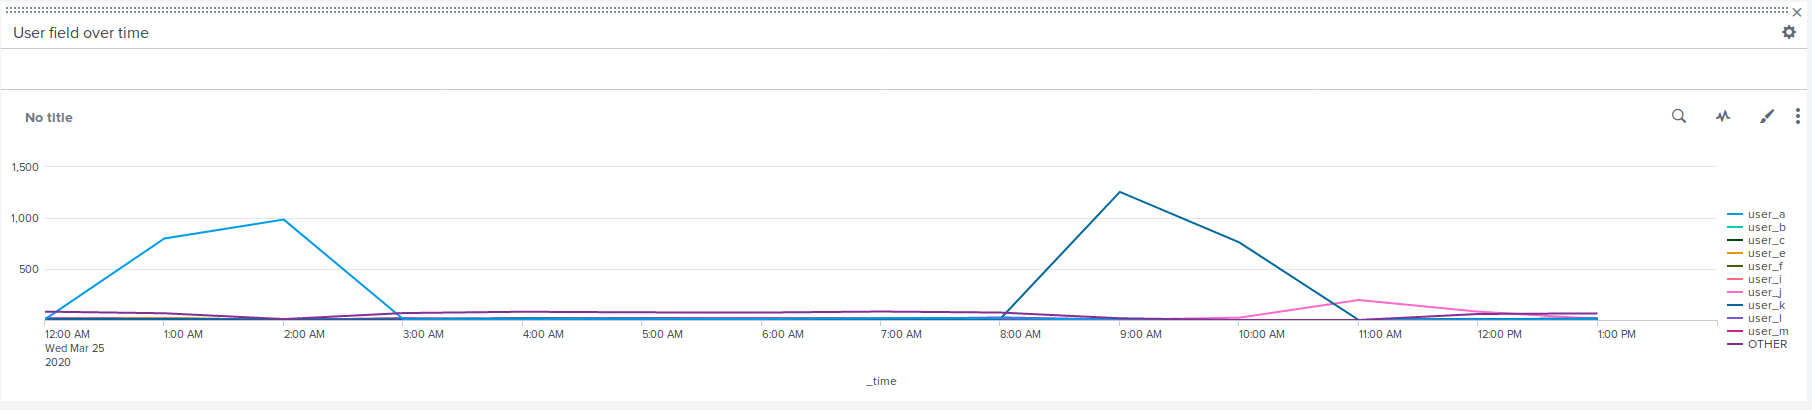 User field over time
No title
1,500
1,000
500
12:00 AM
Wed Mar 25
2020
1:00 AM
2:00 AM
3:00 AM
4:00 AM
5:00 AM
6:00 AM
7:00 AM
8:00 AM
9:00 AM
10:00 AM
11:00 AM
12:00 PM
1:00 PM
_time
user_a
user_b
user_c
user_e
user_f
user_i
user_j
user_k
user_l
user_m
OTHER